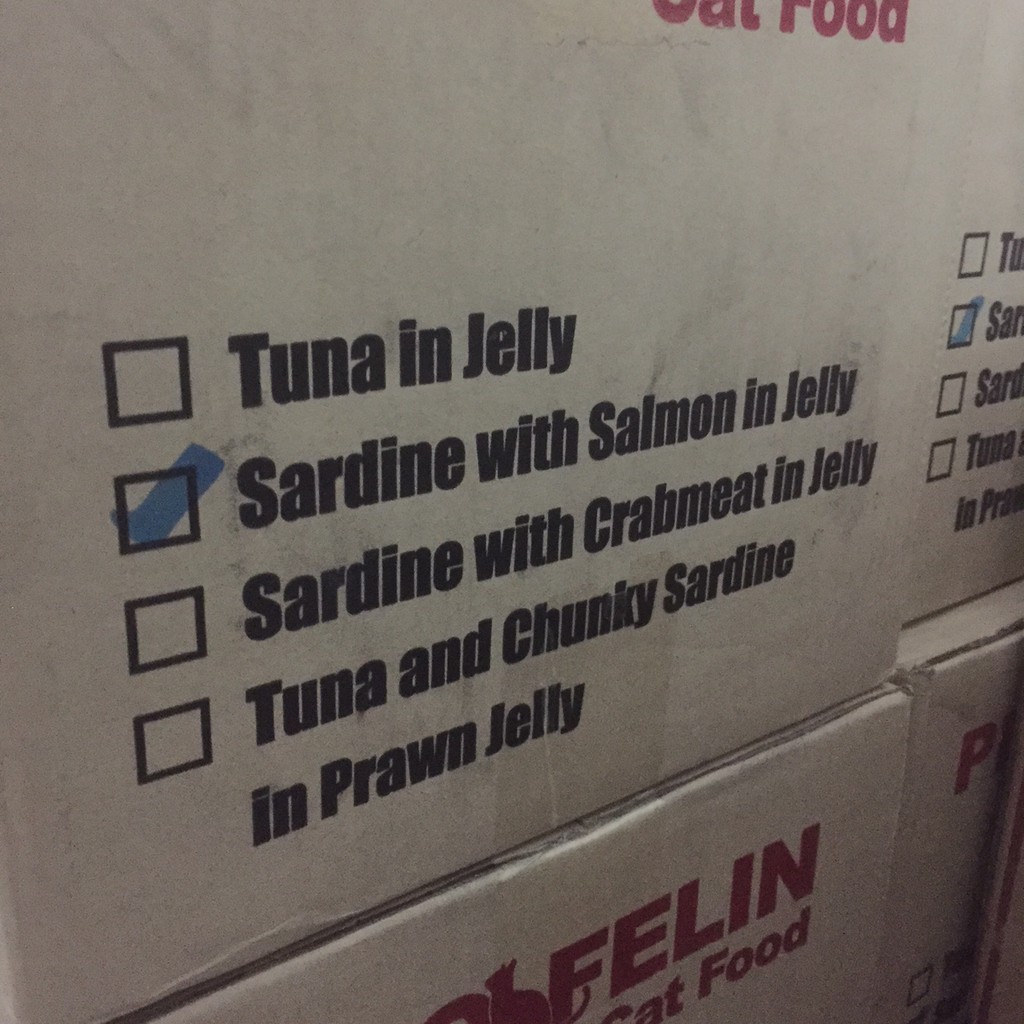 Cat Food
Tuna in Jelly
Sardine with Salmon in Jelly
Sardine with Crabmeat in Jelly
Tuna and Chunky Sardine
in Prawn Jelly
FELIN
Cat Food